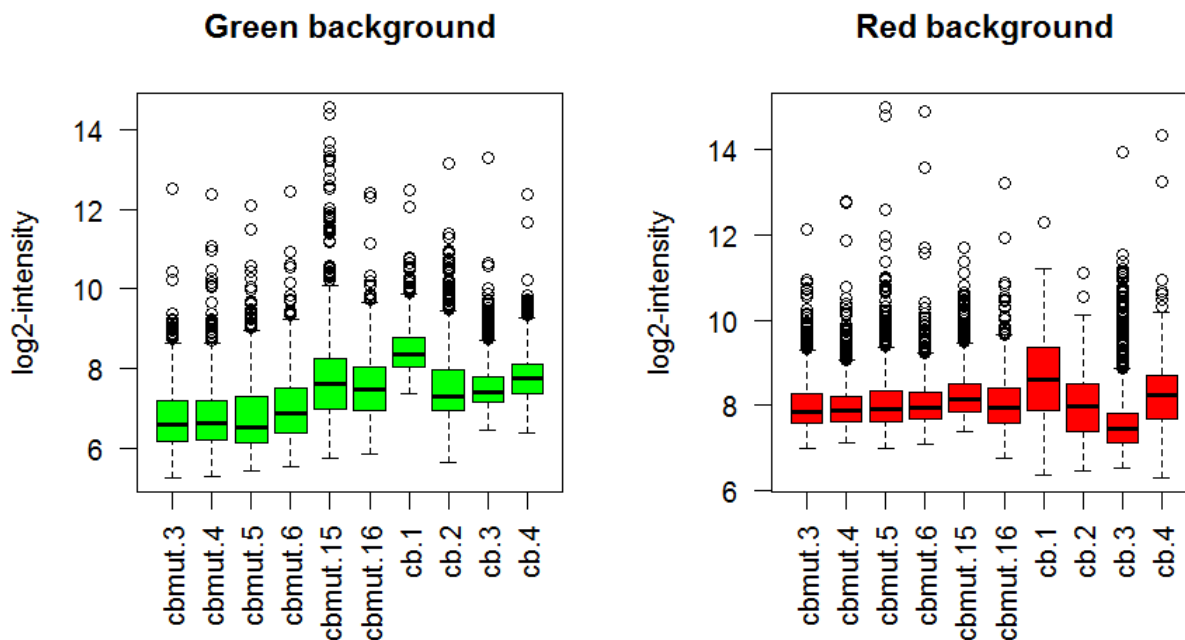 Green background
log2-intensity
14
12
10
8
6
cbmut.3
cbmut.4
cbmut.5
cbmut.6
cbmut.15
cbmut.16
cb.1
cb.2
cb.3
cb.4
Red background
log2-intensity
14
12
10
8
6
cbmut.3
cbmut.4
cbmut.5
cbmut.6
cbmut.15
cbmut.16
cb.1
cb.2
cb.3
cb.4